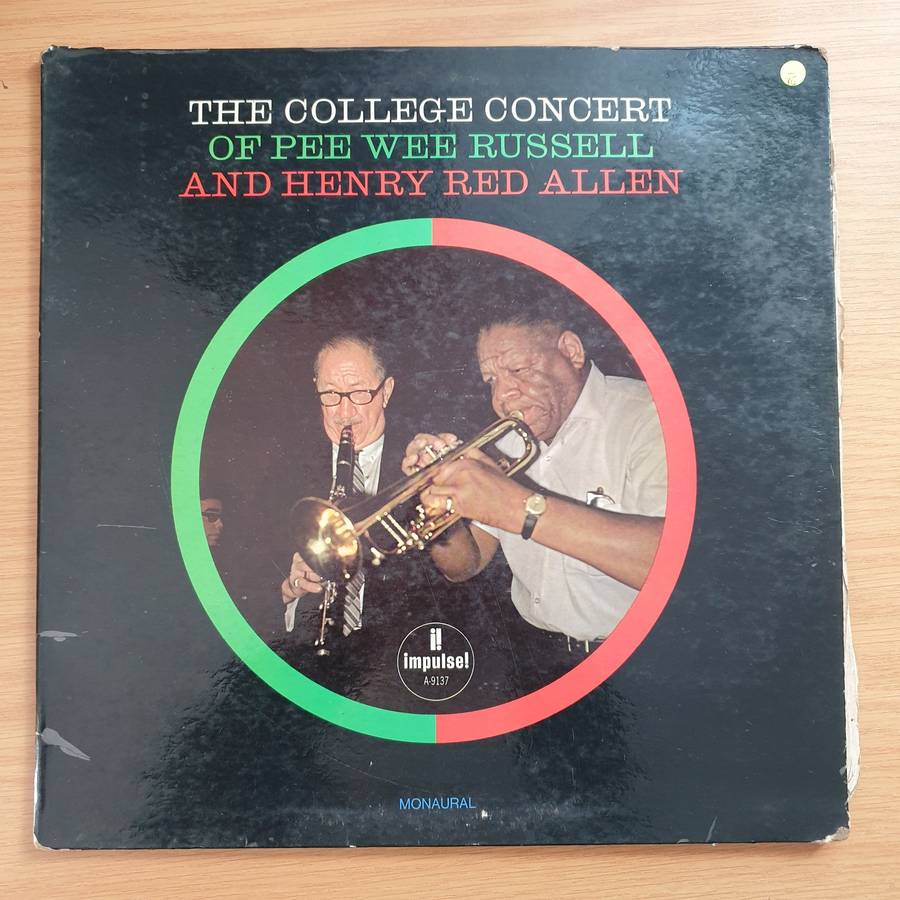 THE COLLEGE CONCERT
OF PEE WEE RUSSELL
AND HENRY RED ALLEN
i!
impulse!
A-9137
MONAURAL